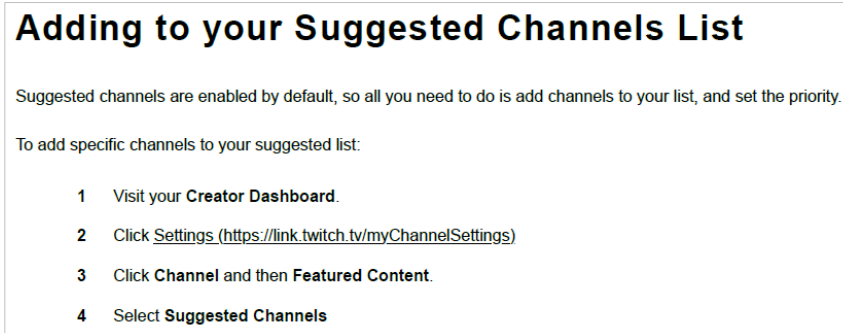 Adding to your Suggested Channels List
Suggested channels are enabled by default, so all you need to do is add channels to your list, and set the priority.
To add specific channels to your suggested list:
1 Visit your Creator Dashboard.
2 Click Settings (https://link.twitch.tv/myChannelSettings)
3 Click Channel and then Featured Content.
4 Select Suggested Channels